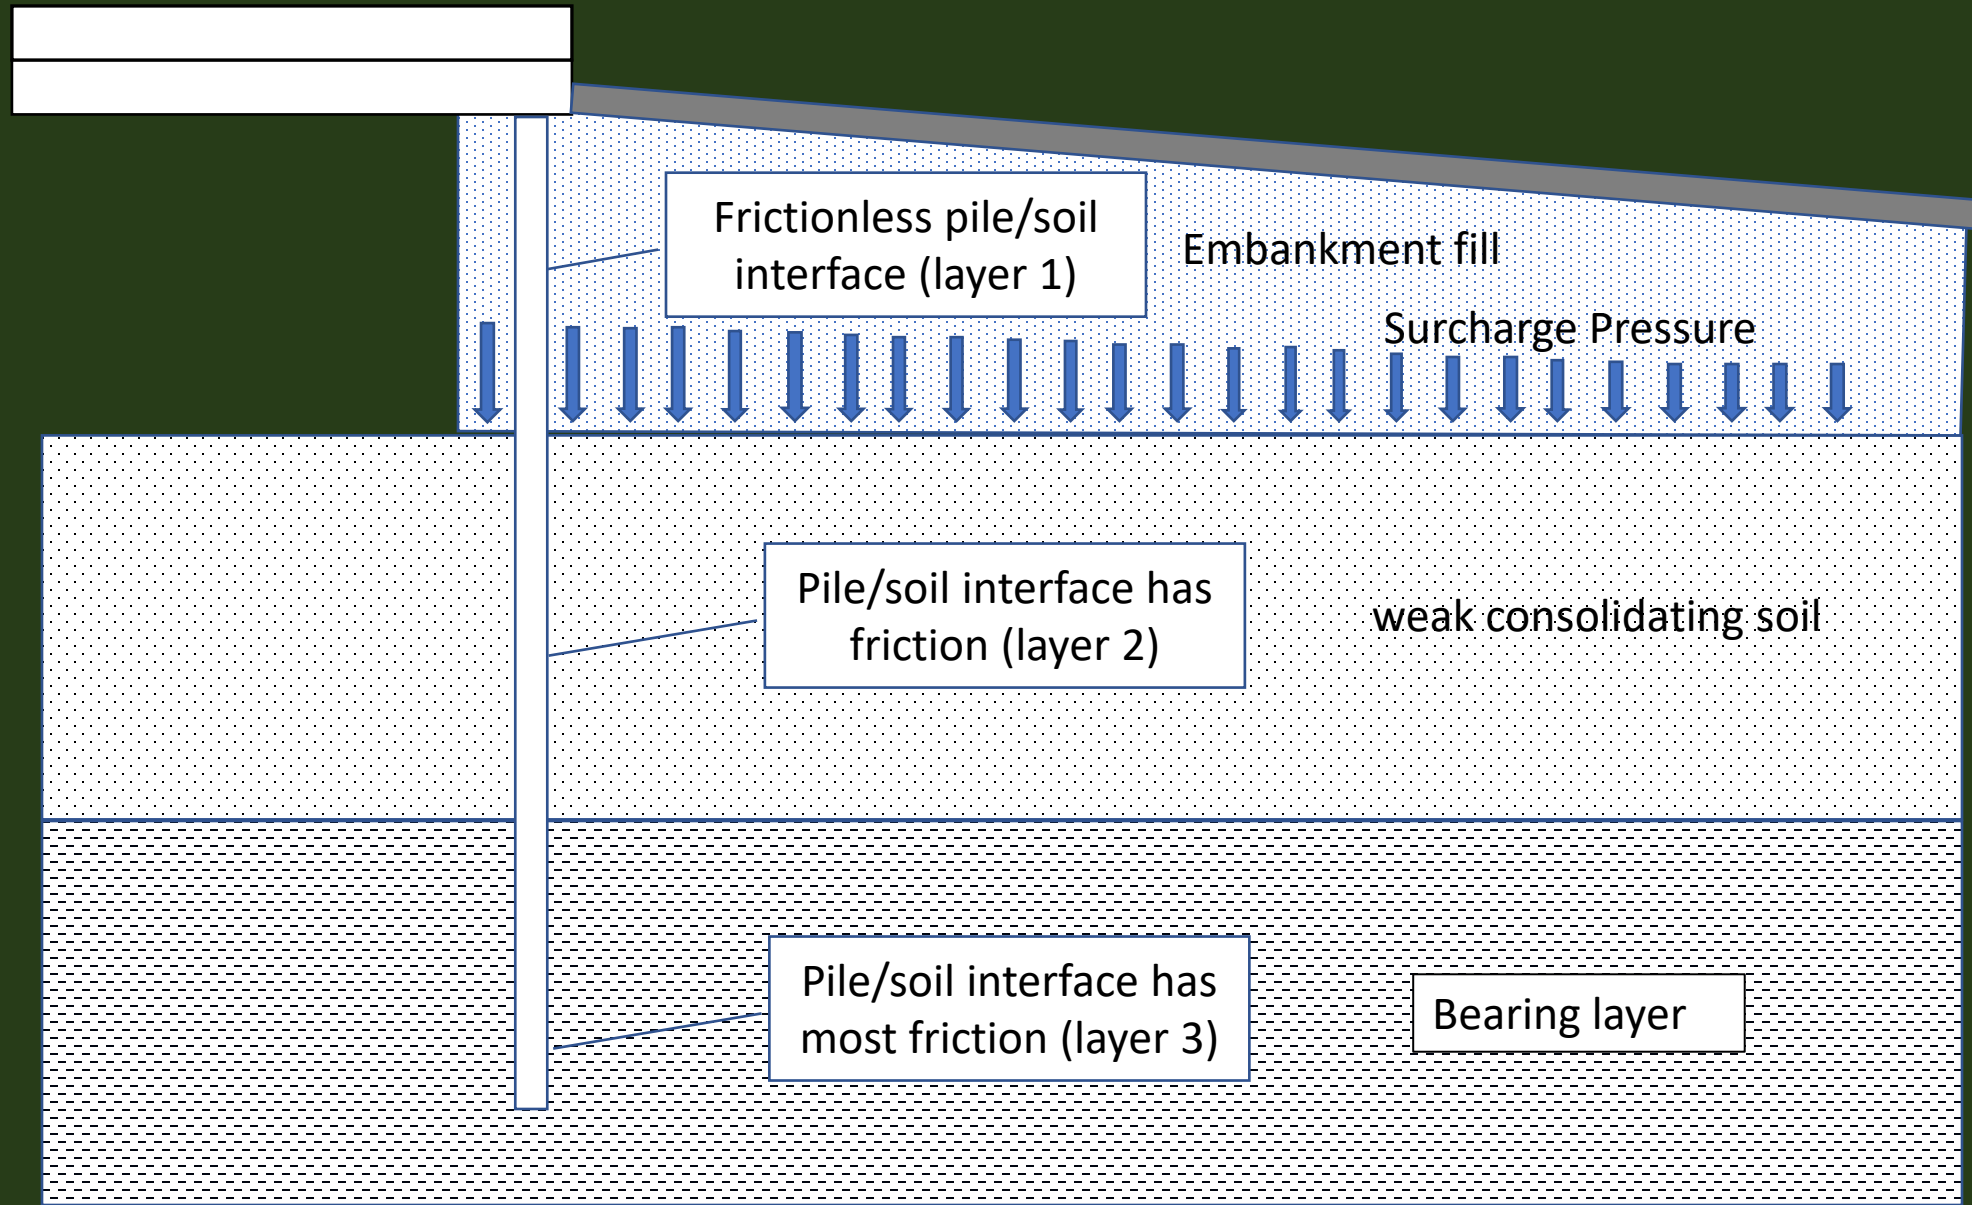 Frictionless pile/soil
interface (layer 1)
Embankment fill
Surcharge Pressure
Pile/soil interface has
friction (layer 2)
weak consolidating soil
Pile/soil interface has
most friction (layer 3)
Bearing layer